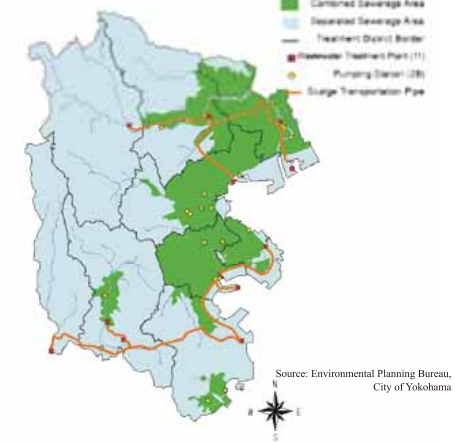 Combined Sewerage Area
Separated Sewerage Area
Treatment District Border
Wastewater Treatment Plant (11)
Pumping Station (28)
Sludge Transportation Pipe
Source: Environmental Planning Bureau,
City of Yokohama
N
E
S